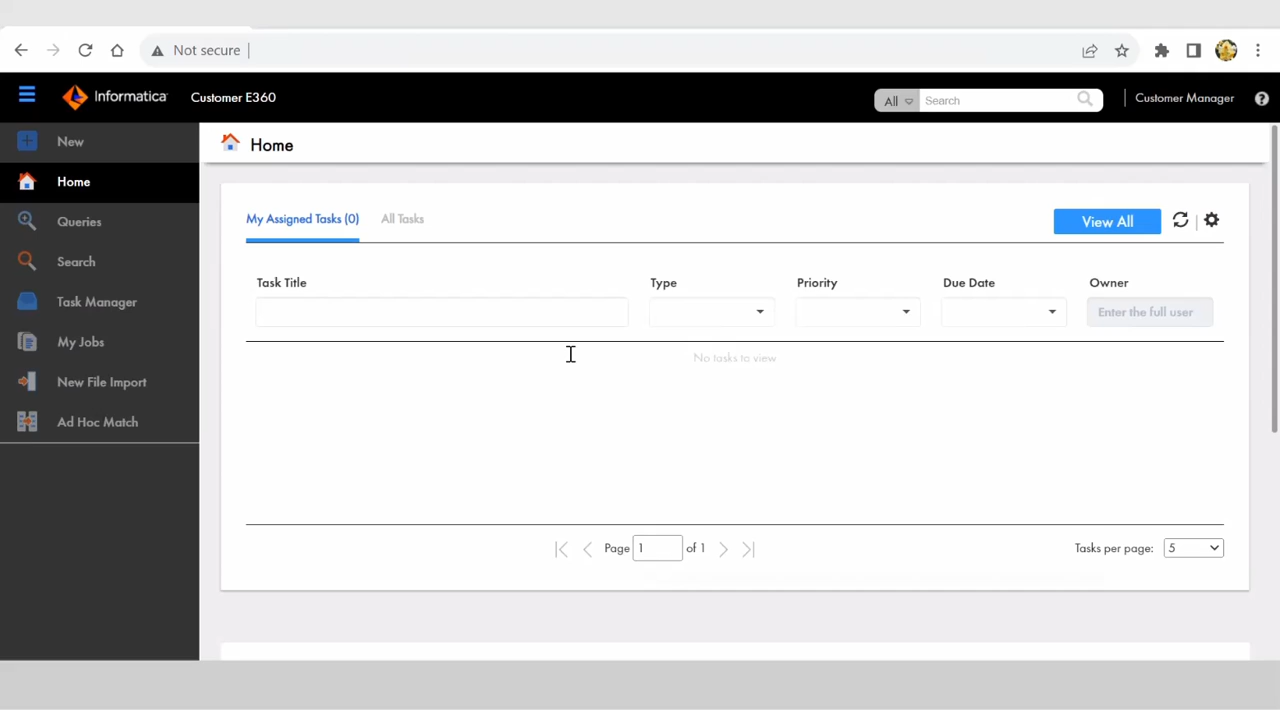 Not secure
Informatica Customer E360 All Search Customer Manager ?
New
Home
Queries
Search
Task Manager
My Jobs
New File Import
Ad Hoc Match
Home
My Assigned Tasks (0) All Tasks View All
Task Title Type Priority Due Date Owner
Enter the full user
No tasks to view
Page 1 of 1 Tasks per page: 5